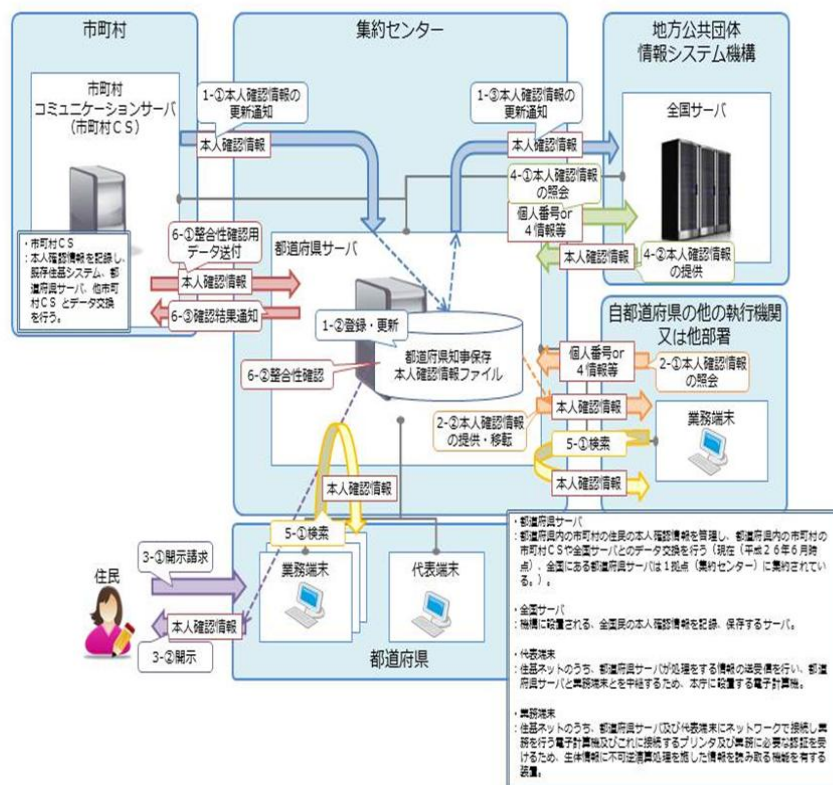 市町村
集約センター
地方公共団体
情報システム機構
市町村
コミュニケーションサーバ
(市町村CS)
1-①本人確認情報の
更新通知
本人確認情報
1-③本人確認情報の
更新通知
本人確認情報
全国サーバ
4-①本人確認情報
の照会
個人番号or
4情報等
本人確認情報
4-②本人確認情報
の提供
・市町村CS
:本人確認情報を記録し、
既存住基システム、都
道府県サーバ、他市町
村CSとデータ交換
を行う。
6-①整合性確認用
データ送付
本人確認情報
6-③確認結果通知
都道府県サーバ
1-②登録・更新
都道府県知事保存
本人確認情報ファイル
6-②整合性確認
自都道府県の他の執行機関
又は他部署
個人番号or
4情報等
2-①本人確認情報
の照会
本人確認情報
2-②本人確認情報
の提供・移転
業務端末
5-①検索
本人確認情報
本人確認情報
5-①検索
3-①開示請求
住民
本人確認情報
3-②開示
業務端末
代表端末
都道府県
・都道府県サーバ
:都道府県内の市町村の住民の本人確認情報を管理し、都道府県内の市町村の
市町村CSや全国サーバとのデータ交換を行う(現在(平成26年6月時
点)、全国にある都道府県サーバは1拠点(集約センター)に集約されてい
る。)。
・全国サーバ
:機構に設置される、全国民の本人確認情報を記録、保存するサーバ。
・代表端末
:住基ネットのうち、都道府県サーバが処理をする情報の送受信を行い、都道
府県サーバと業務端末とを中継するため、本庁に設置する電子計算機。
・業務端末
:住基ネットのうち、都道府県サーバ及び代表端末にネットワークで接続し業
務を行う電子計算機及びこれに接続するプリンタ及び業務に必要な認証を受
けるため、生体情報に不可逆演算処理を施した情報を読み取る機能を有する
装置。